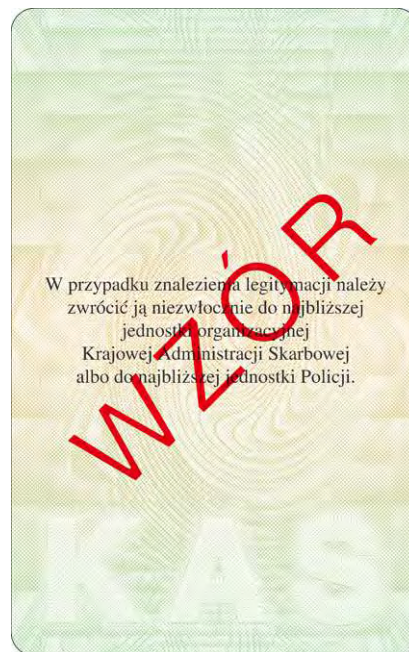 W przypadku znalezienia legitymacji należy
zwrócić ją niezwłocznie do najbliższej
jednostki organizacyjnej
Krajowej Administracji Skarbowej
albo do najbliższej jednostki Policji.
WZÓR
KAS